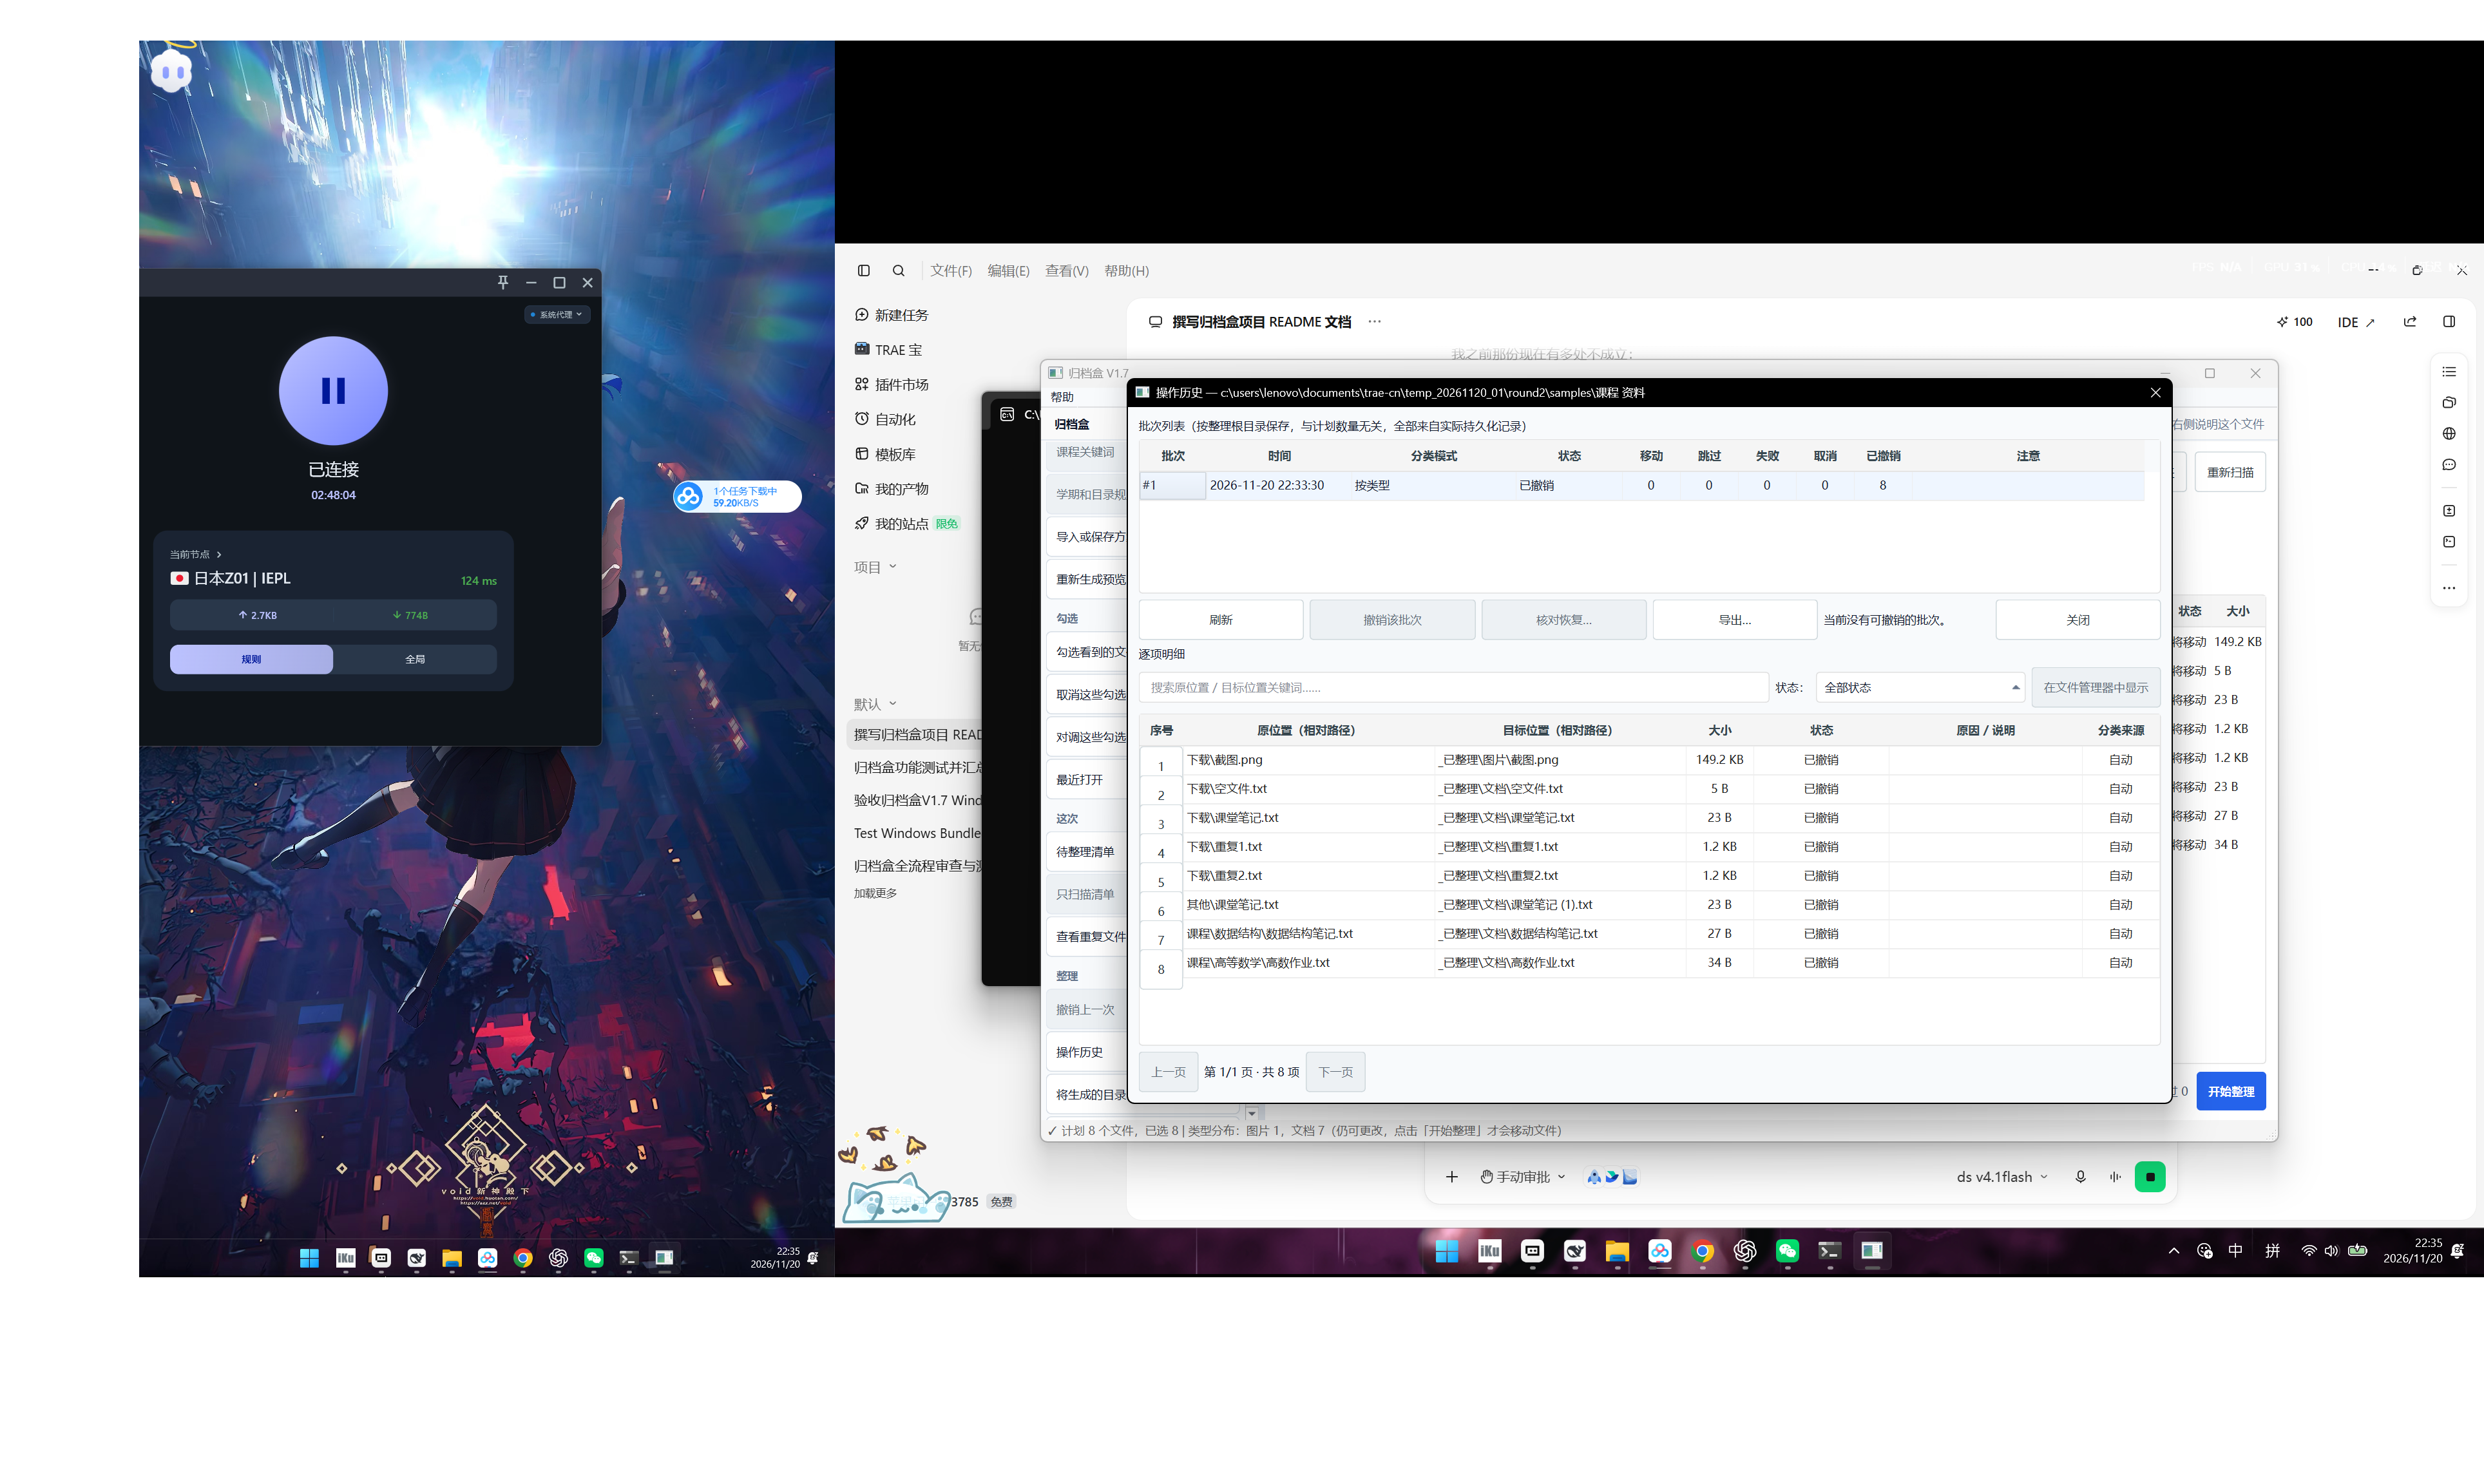 系统代理
已连接
02:48:04
当前节点 >
日本Z01 | IEPL
124 ms
2.7KB
774B
规则
全局
1个任务下载中
59.20KB/S
void新神殿下
22:35
2026/11/20
文件(F) 编辑(E) 查看(V) 帮助(H)
新建任务
TRAE 宝
插件市场
自动化
模板库
我的产物
我的站点 限免
项目
暂无
默认
撰写归档盒项目 READ
归档盒功能测试并汇总
验收归档盒V1.7 Wind
Test Windows Bundle
归档盒全流程审查与测
加载更多
3785 免费
撰写归档盒项目 README 文档 ···
100 IDE
我之前那份现在有多处不成立:
C:\
归档盒 V1.7
帮助
归档盒
课程关键词
学期和目录规
导入或保存方
重新生成预览
勾选
勾选看到的文
取消这些勾选
对调这些勾选
最近打开
这次
待整理清单
只扫描清单
查看重复文件
整理
撤销上一次
操作历史
将生成的目录
✓ 计划 8 个文件，已选 8 | 类型分布：图片 1，文档 7（仍可更改，点击「开始整理」才会移动文件）
右侧说明这个文件
重新扫描
状态 大小
将移动 149.2 KB
将移动 5 B
将移动 23 B
将移动 1.2 KB
将移动 1.2 KB
将移动 23 B
将移动 27 B
将移动 34 B
过 0 开始整理
操作历史 — c:\users\lenovo\documents\trae-cn\temp_20261120_01\round2\samples\课程 资料
批次列表（按整理根目录保存，与计划数量无关，全部来自实际持久化记录）
批次 时间 分类模式 状态 移动 跳过 失败 取消 已撤销 注意
#1 2026-11-20 22:33:30 按类型 已撤销 0 0 0 0 8
刷新 撤销该批次 核对恢复... 导出... 当前没有可撤销的批次。 关闭
逐项明细
搜索原位置 / 目标位置关键词...... 状态： 全部状态 在文件管理器中显示
序号 原位置（相对路径） 目标位置（相对路径） 大小 状态 原因 / 说明 分类来源
1 下载\截图.png _已整理\图片\截图.png 149.2 KB 已撤销 自动
2 下载\空文件.txt _已整理\文档\空文件.txt 5 B 已撤销 自动
3 下载\课堂笔记.txt _已整理\文档\课堂笔记.txt 23 B 已撤销 自动
4 下载\重复1.txt _已整理\文档\重复1.txt 1.2 KB 已撤销 自动
5 下载\重复2.txt _已整理\文档\重复2.txt 1.2 KB 已撤销 自动
6 其他\课堂笔记.txt _已整理\文档\课堂笔记 (1).txt 23 B 已撤销 自动
7 课程\数据结构\数据结构笔记.txt _已整理\文档\数据结构笔记.txt 27 B 已撤销 自动
8 课程\高等数学\高数作业.txt _已整理\文档\高数作业.txt 34 B 已撤销 自动
上一页 第 1/1 页 · 共 8 项 下一页
手动审批
ds v4.1flash
中 拼
22:35
2026/11/20